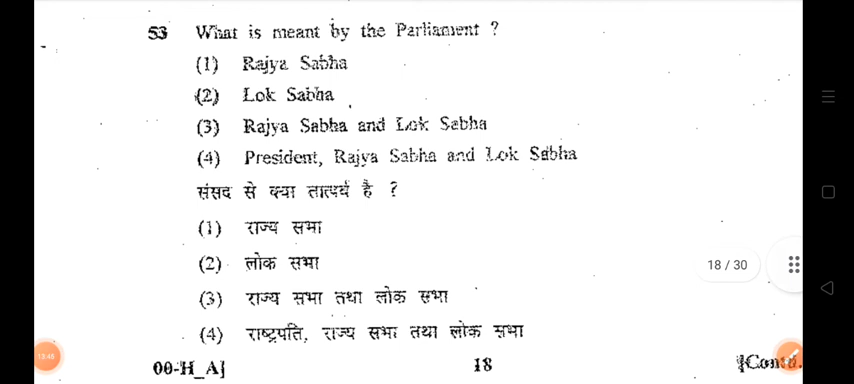 53 What is meant by the Parliament ?
(1) Rajya Sabha
(2) Lok Sabha
(3) Rajya Sabha and Lok Sabha
(4) President, Rajya Sabha and Lok Sabha
संसद से क्या तात्पर्य है ?
(1) राज्य सभा
(2) लोक सभा
(3) राज्य सभा तथा लोक सभा
(4) राष्ट्रपति, राज्य सभा तथा लोक सभा
18 / 30
13:48
00-H_A] 18 [Contd.